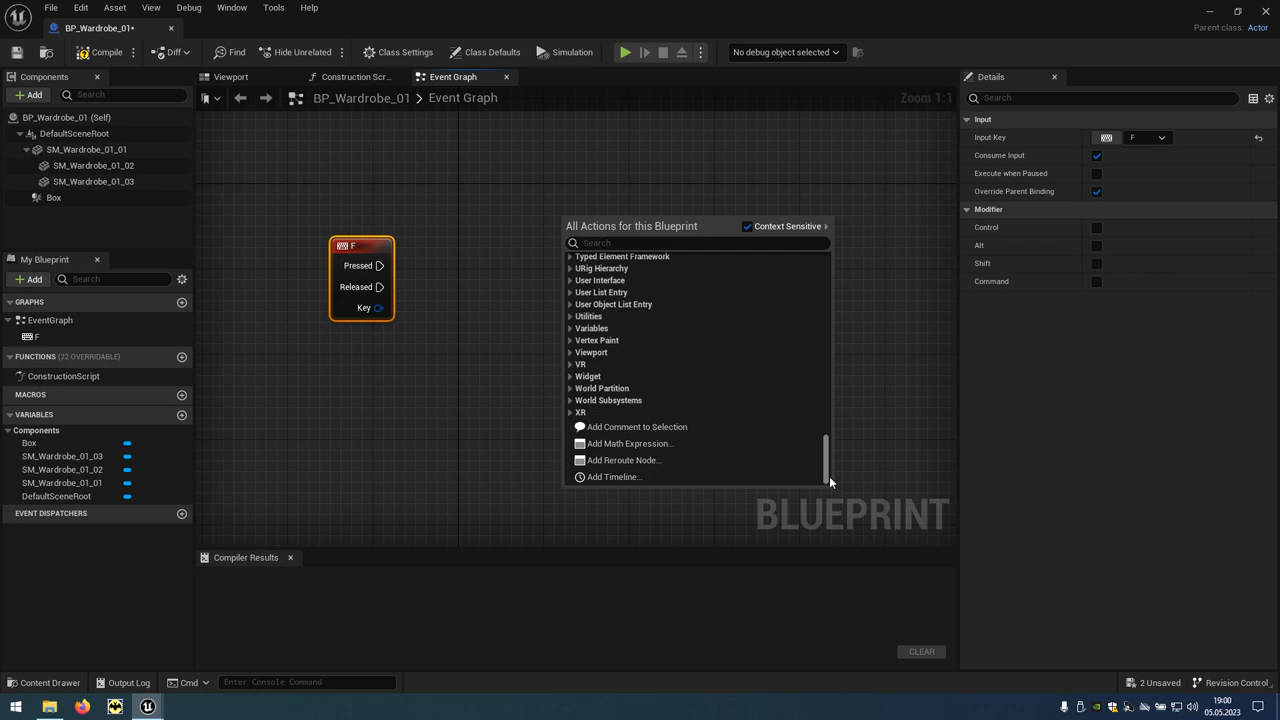 File Edit Asset View Debug Window Tools Help
BP_Wardrobe_01•
Parent class: Actor
Compile Diff Find Hide Unrelated Class Settings Class Defaults Simulation No debug object selected
Components
Add Search
BP_Wardrobe_01 (Self)
DefaultSceneRoot
SM_Wardrobe_01_01
SM_Wardrobe_01_02
SM_Wardrobe_01_03
Box
My Blueprint
Add Search
GRAPHS
EventGraph
F
FUNCTIONS (22 OVERRIDABLE)
ConstructionScript
MACROS
VARIABLES
Components
Box
SM_Wardrobe_01_03
SM_Wardrobe_01_02
SM_Wardrobe_01_01
DefaultSceneRoot
EVENT DISPATCHERS
Viewport Construction Scr... Event Graph
BP_Wardrobe_01 > Event Graph Zoom 1:1
F
Pressed
Released
Key
All Actions for this Blueprint Context Sensitive
Search
Typed Element Framework
URig Hierarchy
User Interface
User List Entry
User Object List Entry
Utilities
Variables
Vertex Paint
Viewport
VR
Widget
World Partition
World Subsystems
XR
Add Comment to Selection
Add Math Expression...
Add Reroute Node...
Add Timeline...
BLUEPRINT
Compiler Results
CLEAR
Details
Search
Input
Input Key F
Consume Input
Execute when Paused
Override Parent Binding
Modifier
Control
Alt
Shift
Command
Content Drawer Output Log Cmd Enter Console Command 2 Unsaved Revision Control
19:00
05.05.2023